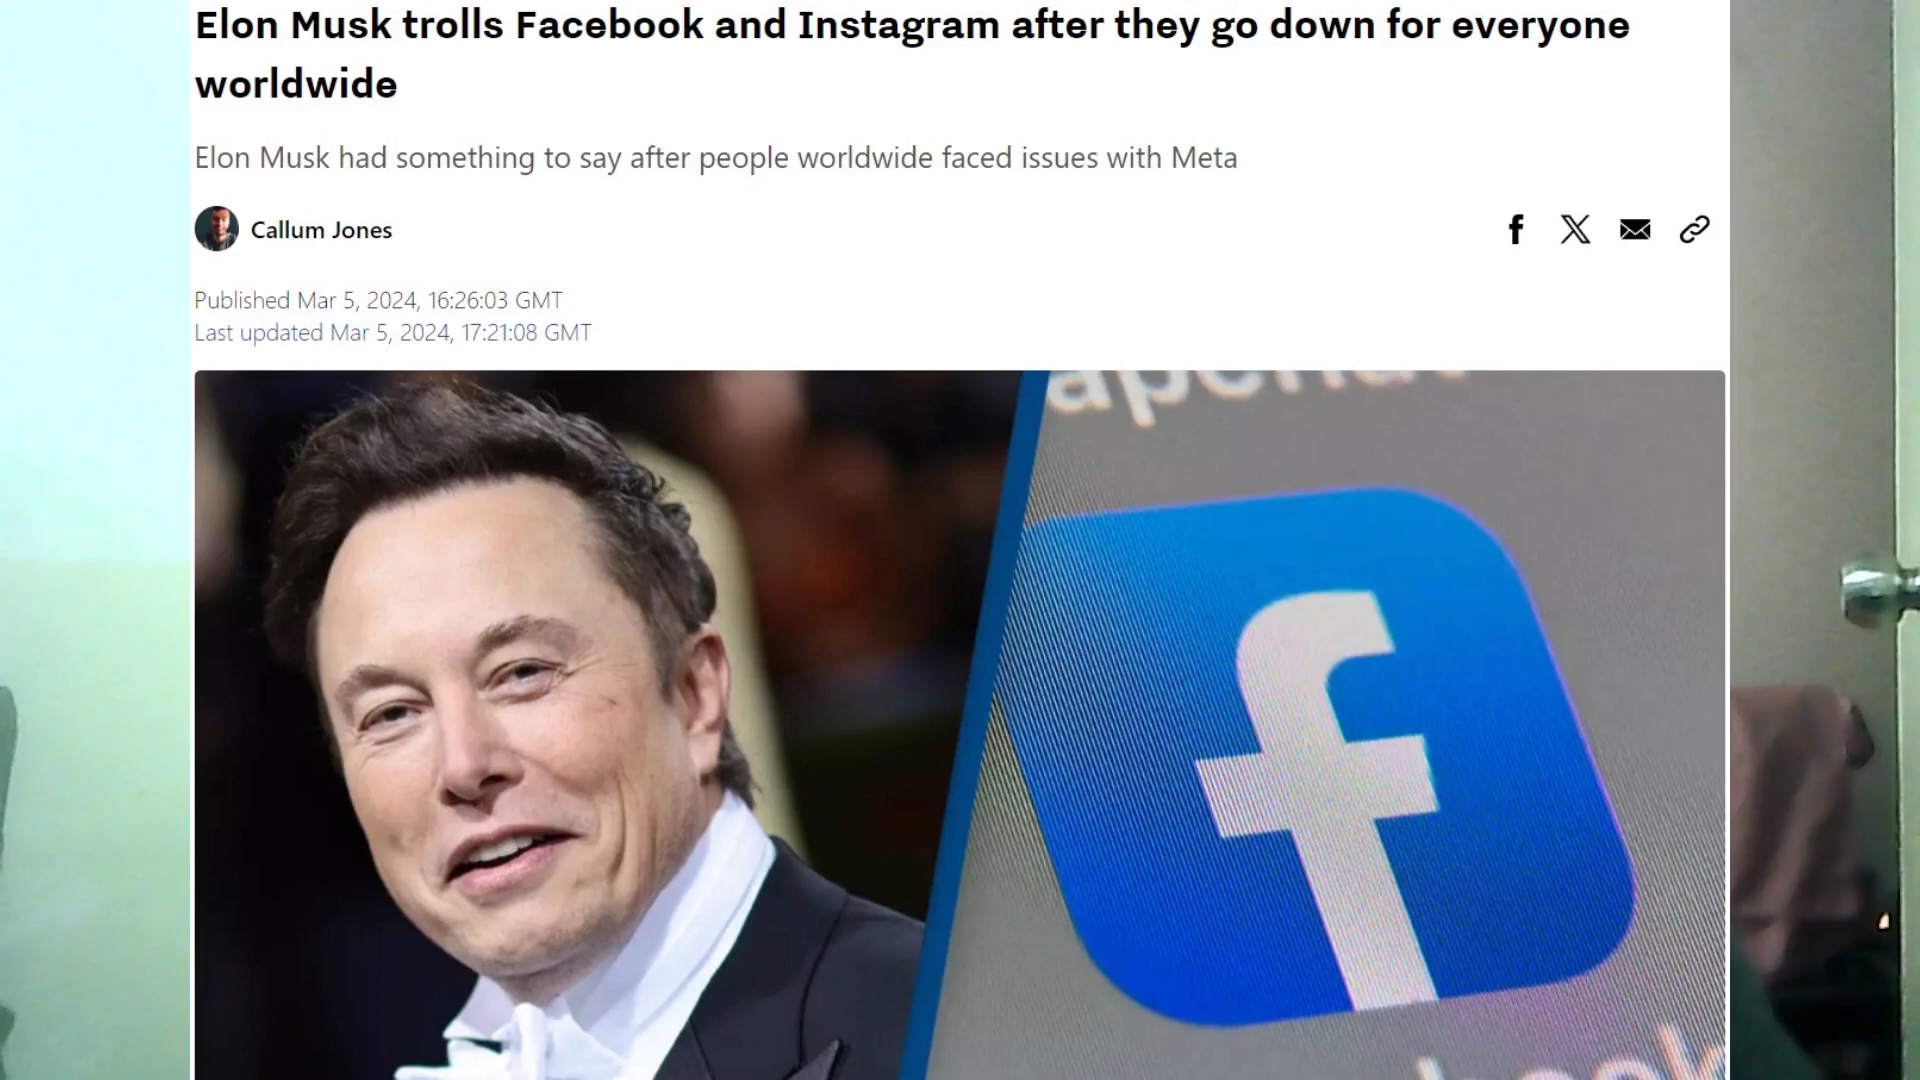 Elon Musk trolls Facebook and Instagram after they go down for everyone
worldwide
Elon Musk had something to say after people worldwide faced issues with Meta
Callum Jones
Published Mar 5, 2024, 16:26:03 GMT
Last updated Mar 5, 2024, 17:21:08 GMT